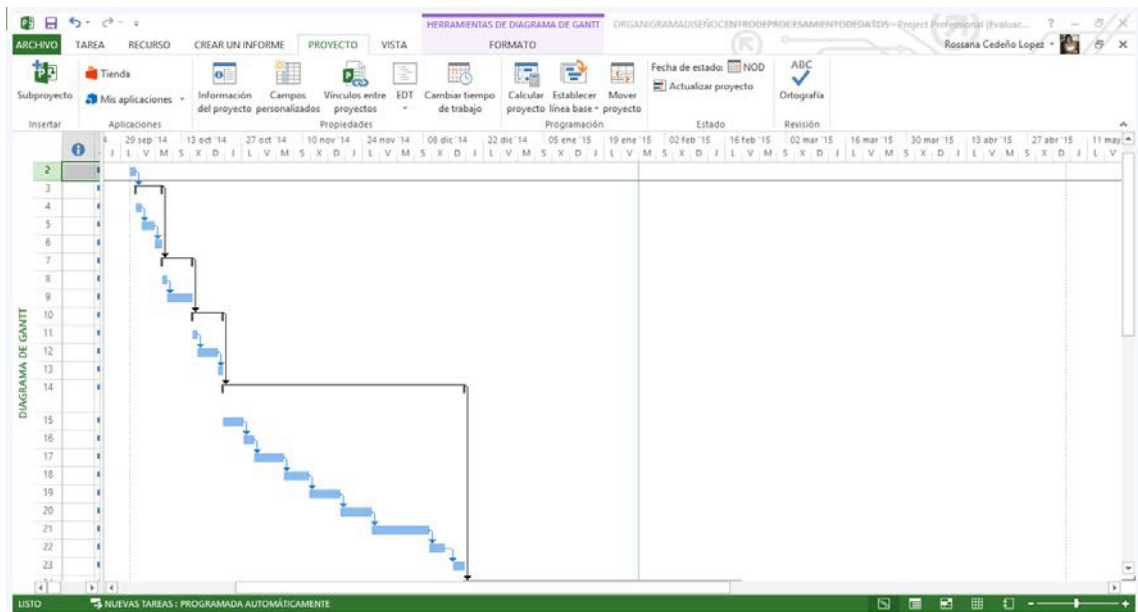 HERRAMIENTAS DE DIAGRAMA DE GANTT ORGANIGRAMADISEÑOCENTRODEPROCESAMIENTODEDATOS - Project Professional (Evaluac... ?
ARCHIVO TAREA RECURSO CREAR UN INFORME PROYECTO VISTA FORMATO Rossana Cedeño Lopez
Subproyecto
Tienda
Mis aplicaciones
Información del proyecto
Campos personalizados
Vínculos entre proyectos
EDT
Cambiar tiempo de trabajo
Calcular proyecto
Establecer línea base
Mover proyecto
Fecha de estado: NOD
Actualizar proyecto
ABC
Ortografía
Insertar Aplicaciones Propiedades Programación Estado Revisión
4 29 sep '14 13 oct '14 27 oct '14 10 nov '14 24 nov '14 08 dic '14 22 dic '14 05 ene '15 19 ene '15 02 feb '15 16 feb '15 02 mar '15 16 mar '15 30 mar '15 13 abr '15 27 abr '15 11 may
J L V M S X D J L V M S X D J L V M S X D J L V M S X D J L V M S X D J L V M S X D J L V M S X D J L V
2
3
4
5
6
7
8
9
10
11
12
13
14
15
16
17
18
19
20
21
22
23
DIAGRAMA DE GANTT
LISTO NUEVAS TAREAS : PROGRAMADA AUTOMÁTICAMENTE